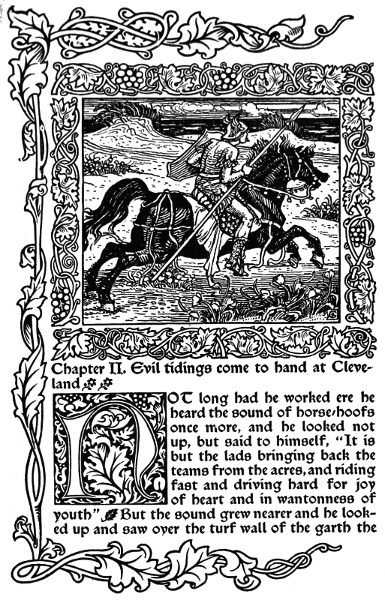 Chapter II. Evil tidings come to hand at Cleve-
land
NOT long had he worked ere he
heard the sound of horse-hoofs
once more, and he looked not
up, but said to himself, "It is
but the lads bringing back the
teams from the acres, and riding
fast and driving hard for joy
of heart and in wantonness of
youth". But the sound grew nearer and he look-
ed up and saw over the turf wall of the garth the